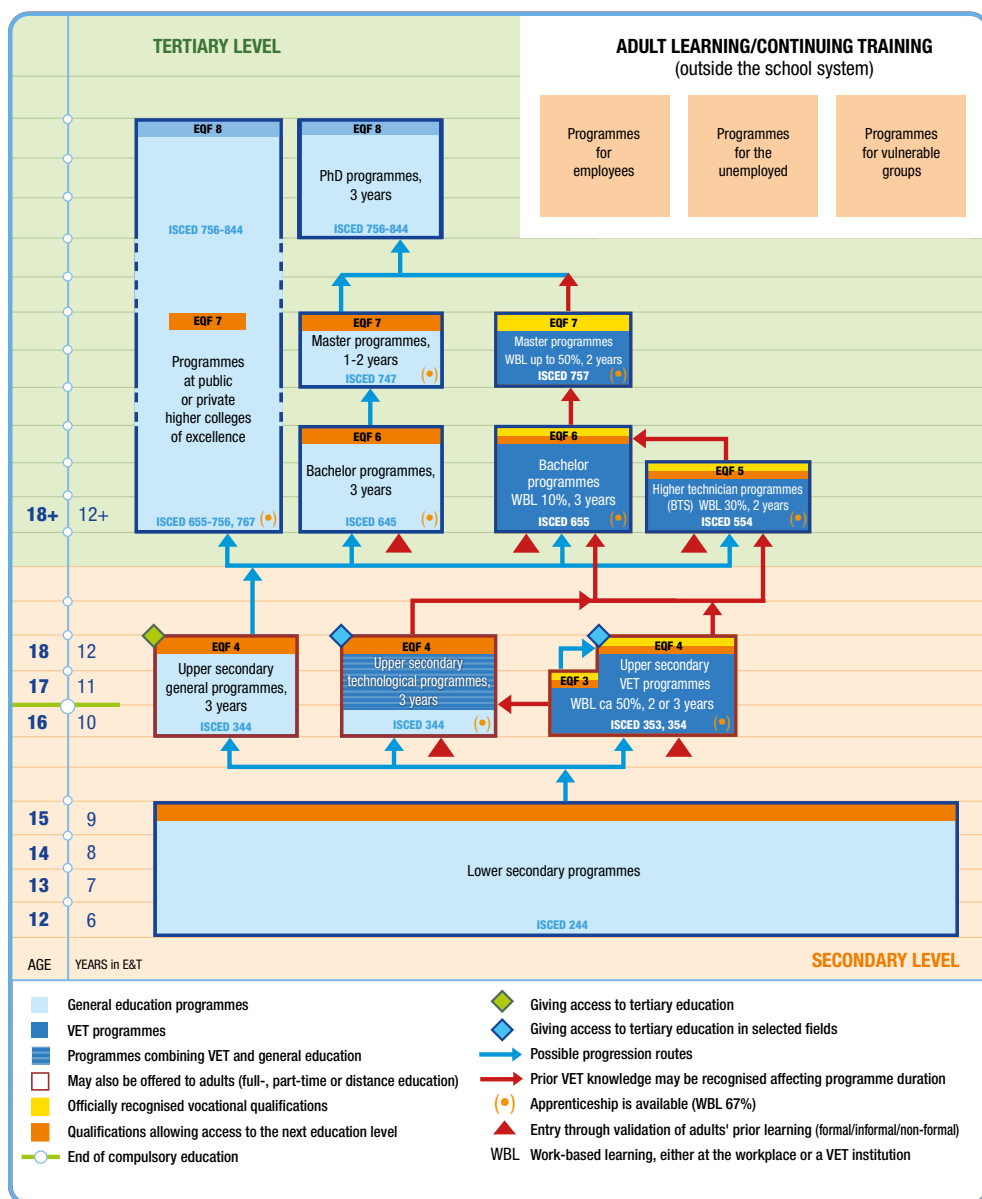 TERTIARY LEVEL
ADULT LEARNING/CONTINUING TRAINING
(outside the school system)
Programmes
for
employees
Programmes
for the
unemployed
Programmes
for vulnerable
groups
EQF 8
ISCED 756-844
EQF 7
Programmes
at public
or private
higher colleges
of excellence
ISCED 655-756, 767 (•)
EQF 8
PhD programmes,
3 years
ISCED 756-844
EQF 7
Master programmes,
1-2 years
ISCED 747 (•)
EQF 7
Master programmes
WBL up to 50%, 2 years
ISCED 757 (•)
EQF 6
Bachelor programmes,
3 years
ISCED 645 (•)
EQF 6
Bachelor
programmes
WBL 10%, 3 years
ISCED 655 (•)
EQF 5
Higher technician programmes
(BTS) WBL 30%, 2 years
ISCED 554 (•)
18+ 12+
18 12
17 11
16 10
EQF 4
Upper secondary
general programmes,
3 years
ISCED 344
EQF 4
Upper secondary
technological programmes,
3 years
ISCED 344 (•)
EQF 3
EQF 4
Upper secondary
VET programmes
WBL ca 50%, 2 or 3 years
ISCED 353, 354 (•)
15 9
14 8
13 7
12 6
Lower secondary programmes
ISCED 244
AGE YEARS in E&T
SECONDARY LEVEL
General education programmes
VET programmes
Programmes combining VET and general education
May also be offered to adults (full-, part-time or distance education)
Officially recognised vocational qualifications
Qualifications allowing access to the next education level
End of compulsory education
Giving access to tertiary education
Giving access to tertiary education in selected fields
Possible progression routes
Prior VET knowledge may be recognised affecting programme duration
(•) Apprenticeship is available (WBL 67%)
Entry through validation of adults' prior learning (formal/informal/non-formal)
WBL Work-based learning, either at the workplace or a VET institution